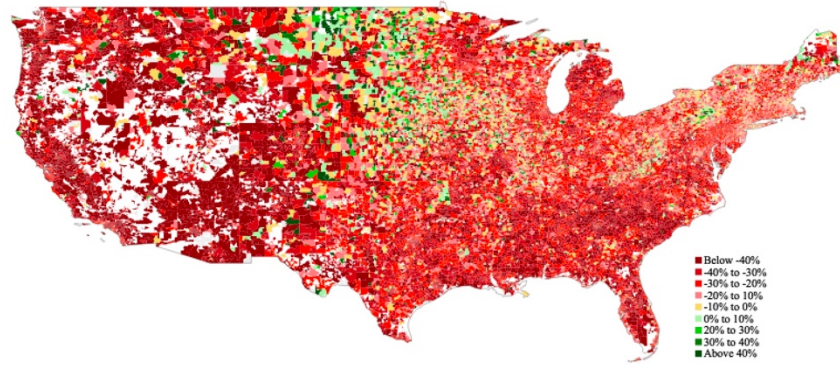 Below -40%
-40% to -30%
-30% to -20%
-20% to 10%
-10% to 0%
0% to 10%
20% to 30%
30% to 40%
Above 40%